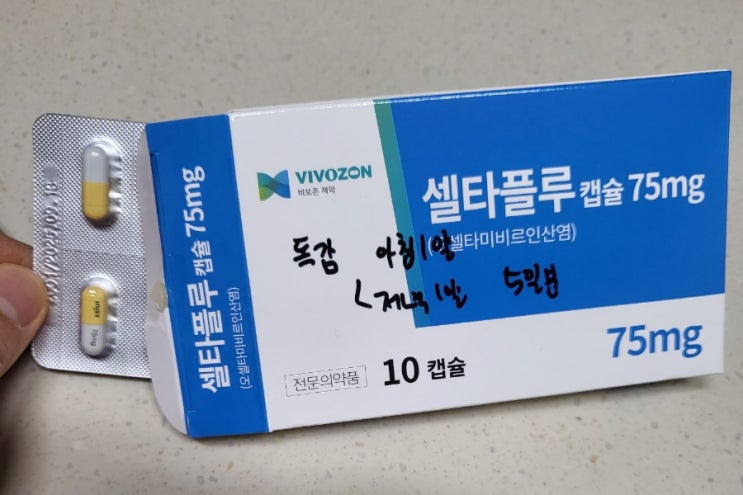 VIVOZON
비보존 제약
셀타플루 캡슐 75mg
(오셀타미비르인산염)
독감 아침 1알
< 저녁 1알 5일분
75mg
전문의약품 10 캡슐
셀타플루 캡슐 75mg
(오셀타미비르인산염)
75mg